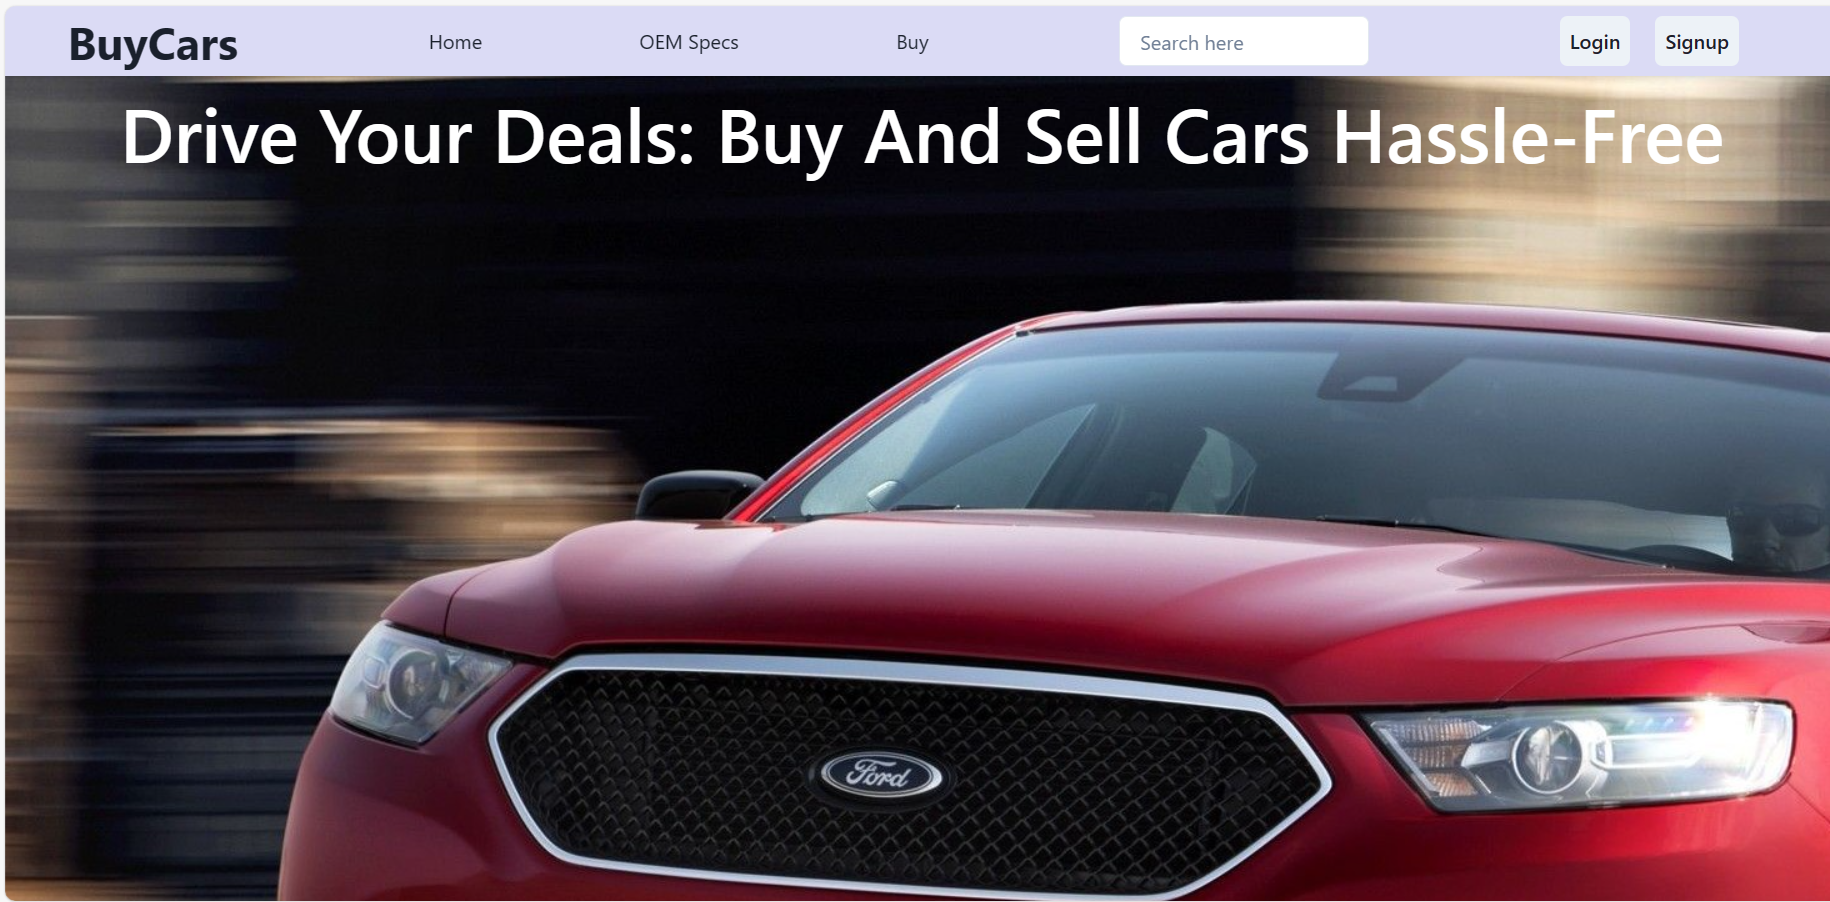 BuyCars
Home
OEM Specs
Buy
Search here
Login
Signup
Drive Your Deals: Buy And Sell Cars Hassle-Free
Ford